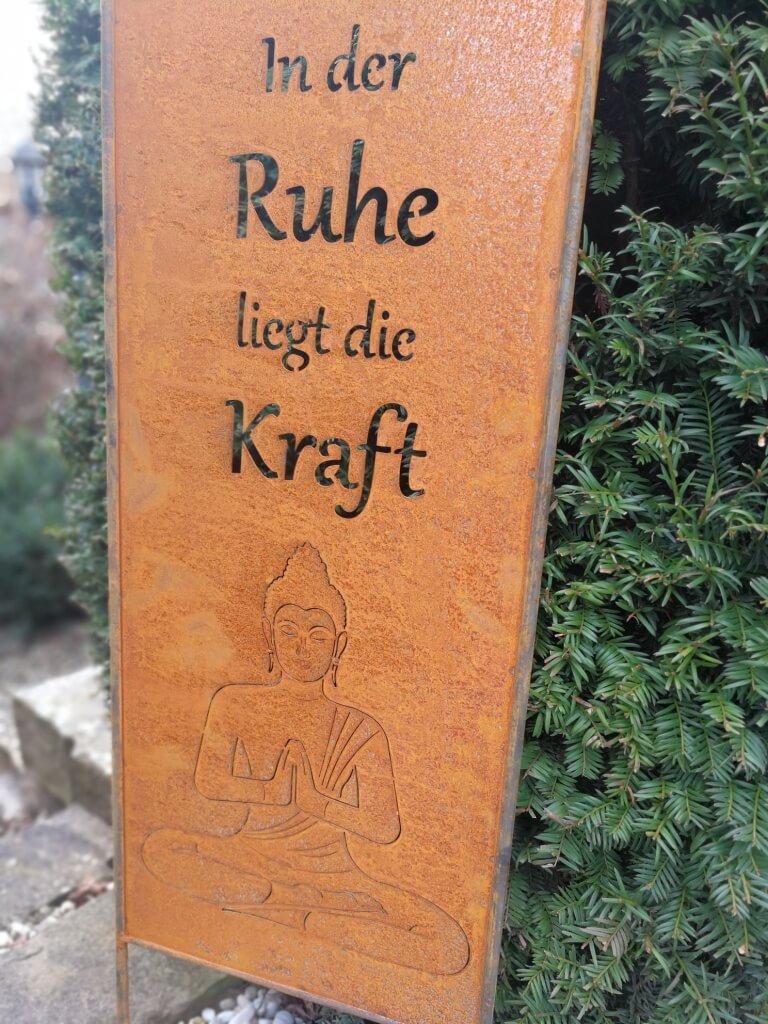 In der
Ruhe
liegt die
Kraft